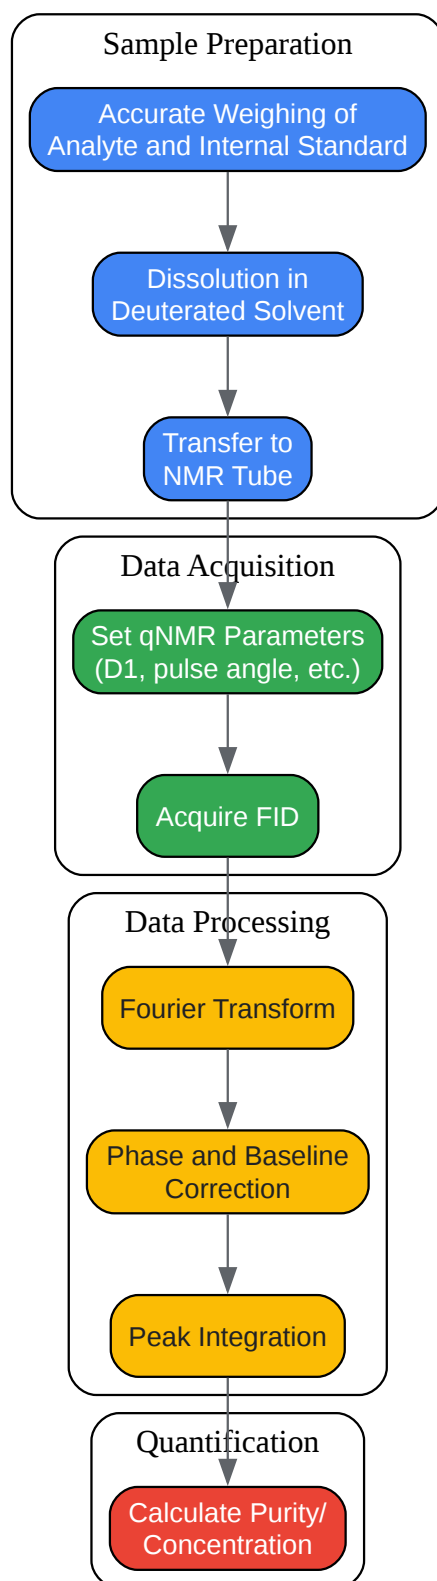 Sample Preparation
Accurate Weighing of
Analyte and Internal Standard
Dissolution in
Deuterated Solvent
Transfer to
NMR Tube
Data Acquisition
Set qNMR Parameters
(D1, pulse angle, etc.)
Acquire FID
Data Processing
Fourier Transform
Phase and Baseline
Correction
Peak Integration
Quantification
Calculate Purity/
Concentration